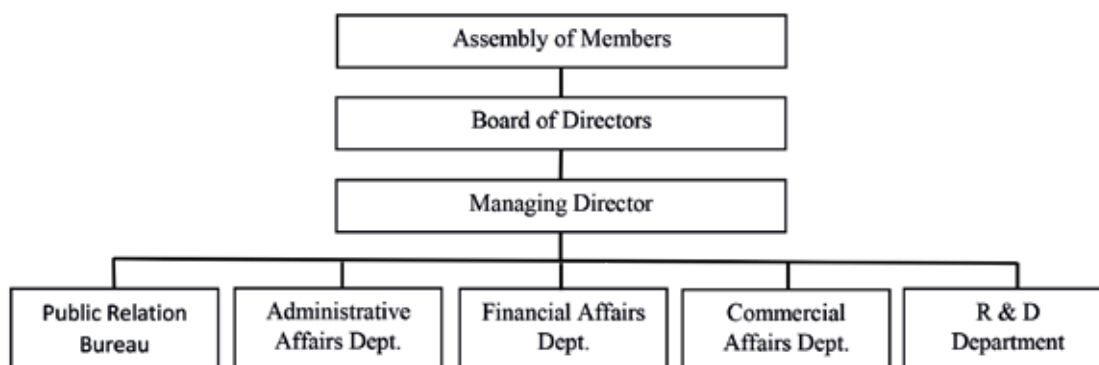 Assembly of Members
Board of Directors
Managing Director
Public Relation
Bureau
Administrative
Affairs Dept.
Financial Affairs
Dept.
Commercial
Affairs Dept.
R & D
Department